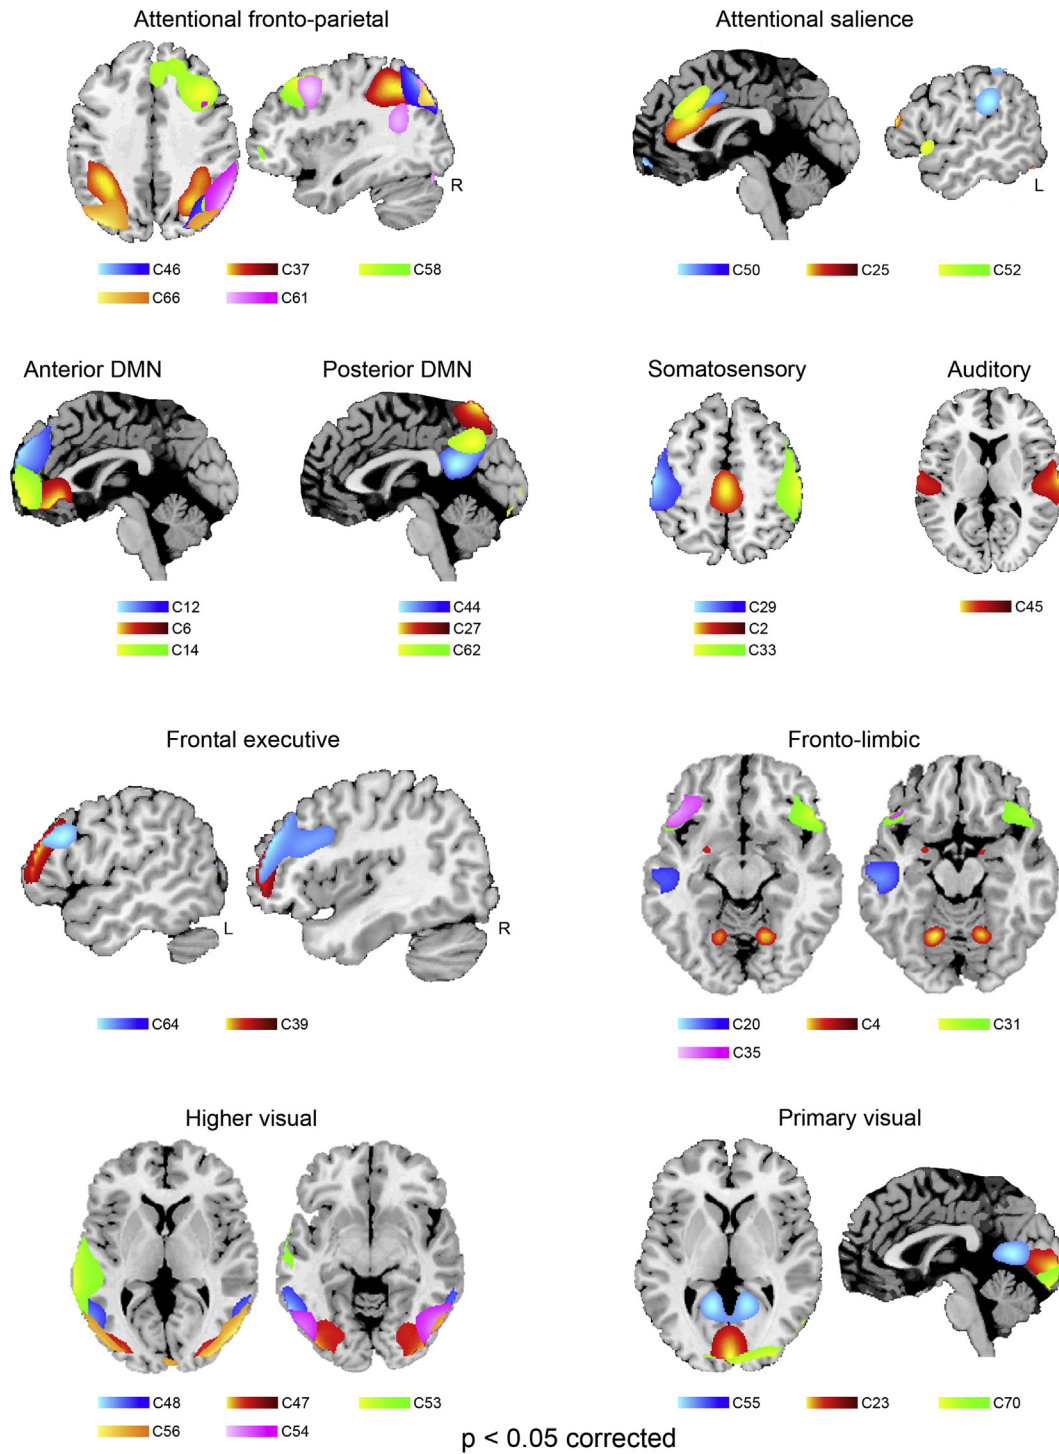 Attentional fronto-parietal
R
C46 C37 C58
C66 C61
Attentional salience
L
C50 C25 C52
Anterior DMN
C12
C6
C14
Posterior DMN
C44
C27
C62
Somatosensory
C29
C2
C33
Auditory
C45
Frontal executive
L
R
C64 C39
Fronto-limbic
C20 C4 C31
C35
Higher visual
C48 C47 C53
C56 C54
Primary visual
C55 C23 C70
p < 0.05 corrected